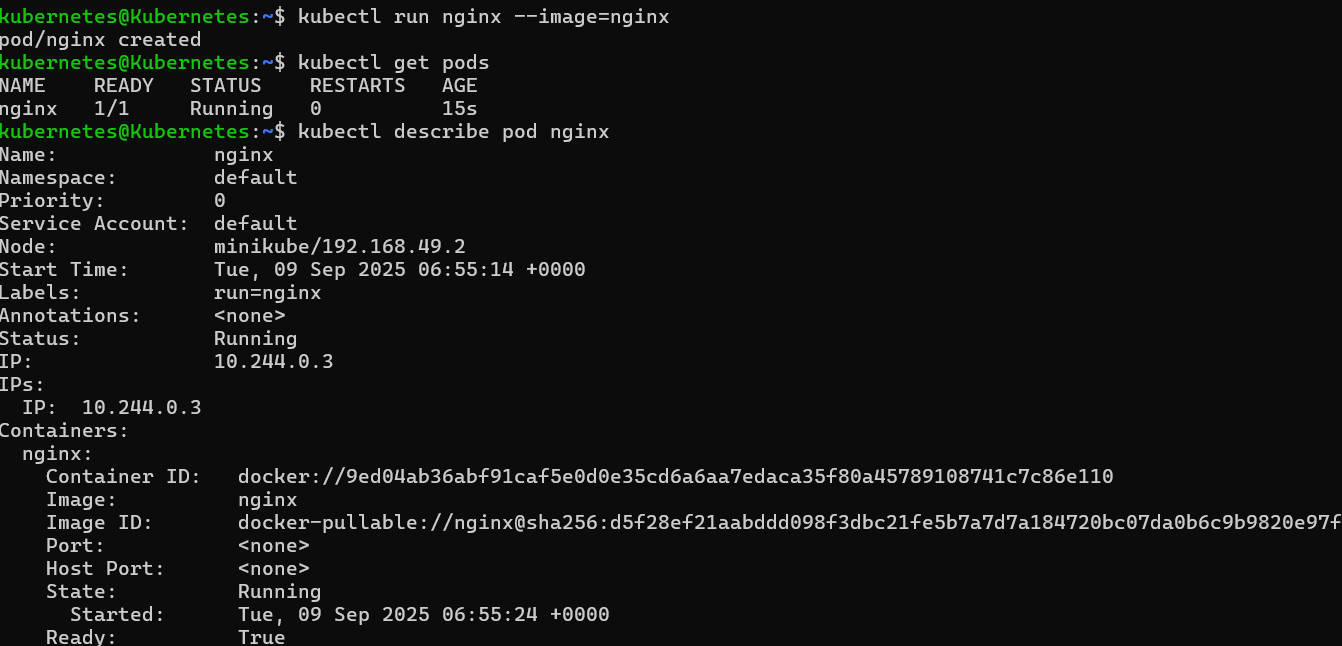 kubernetes@Kubernetes:~$ kubectl run nginx --image=nginx
pod/nginx created
kubernetes@Kubernetes:~$ kubectl get pods
NAME    READY   STATUS    RESTARTS   AGE
nginx   1/1     Running   0          15s
kubernetes@Kubernetes:~$ kubectl describe pod nginx
Name:             nginx
Namespace:        default
Priority:         0
Service Account:  default
Node:             minikube/192.168.49.2
Start Time:       Tue, 09 Sep 2025 06:55:14 +0000
Labels:           run=nginx
Annotations:      <none>
Status:           Running
IP:               10.244.0.3
IPs:
  IP:  10.244.0.3
Containers:
  nginx:
    Container ID:   docker://9ed04ab36abf91caf5e0d0e35cd6a6aa7edaca35f80a45789108741c7c86e110
    Image:          nginx
    Image ID:       docker-pullable://nginx@sha256:d5f28ef21aabddd098f3dbc21fe5b7a7d7a184720bc07da0b6c9b9820e97f
    Port:           <none>
    Host Port:      <none>
    State:          Running
      Started:      Tue, 09 Sep 2025 06:55:24 +0000
    Ready:          True